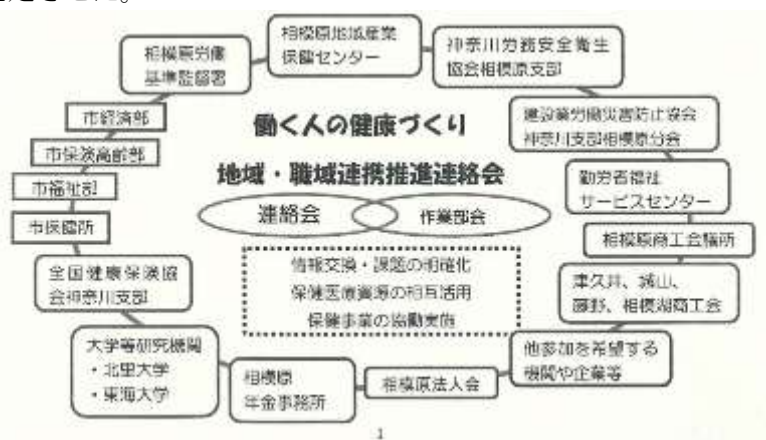 相模原地域産業
保健センター
神奈川労務安全衛生
協会相模原支部
相模原労働
基準監督署
建設業労働災害防止協会
神奈川支部相模原分会
市経済部
働く人の健康づくり
市保険高齢部
地域・職域連携推進連絡会
勤労者福祉
サービスセンター
市福祉部
連絡会
作業部会
市保健所
相模原商工会議所
情報交換・課題の明確化
全国健康保険協
会神奈川支部
保健医療資源の相互活用
津久井、城山、
藤野、相模湖商工会
保健事業の協働実施
大学等研究機関
・北里大学
・東海大学
他参加を希望する
機関や企業等
相模原
年金事務所
相模原法人会
1